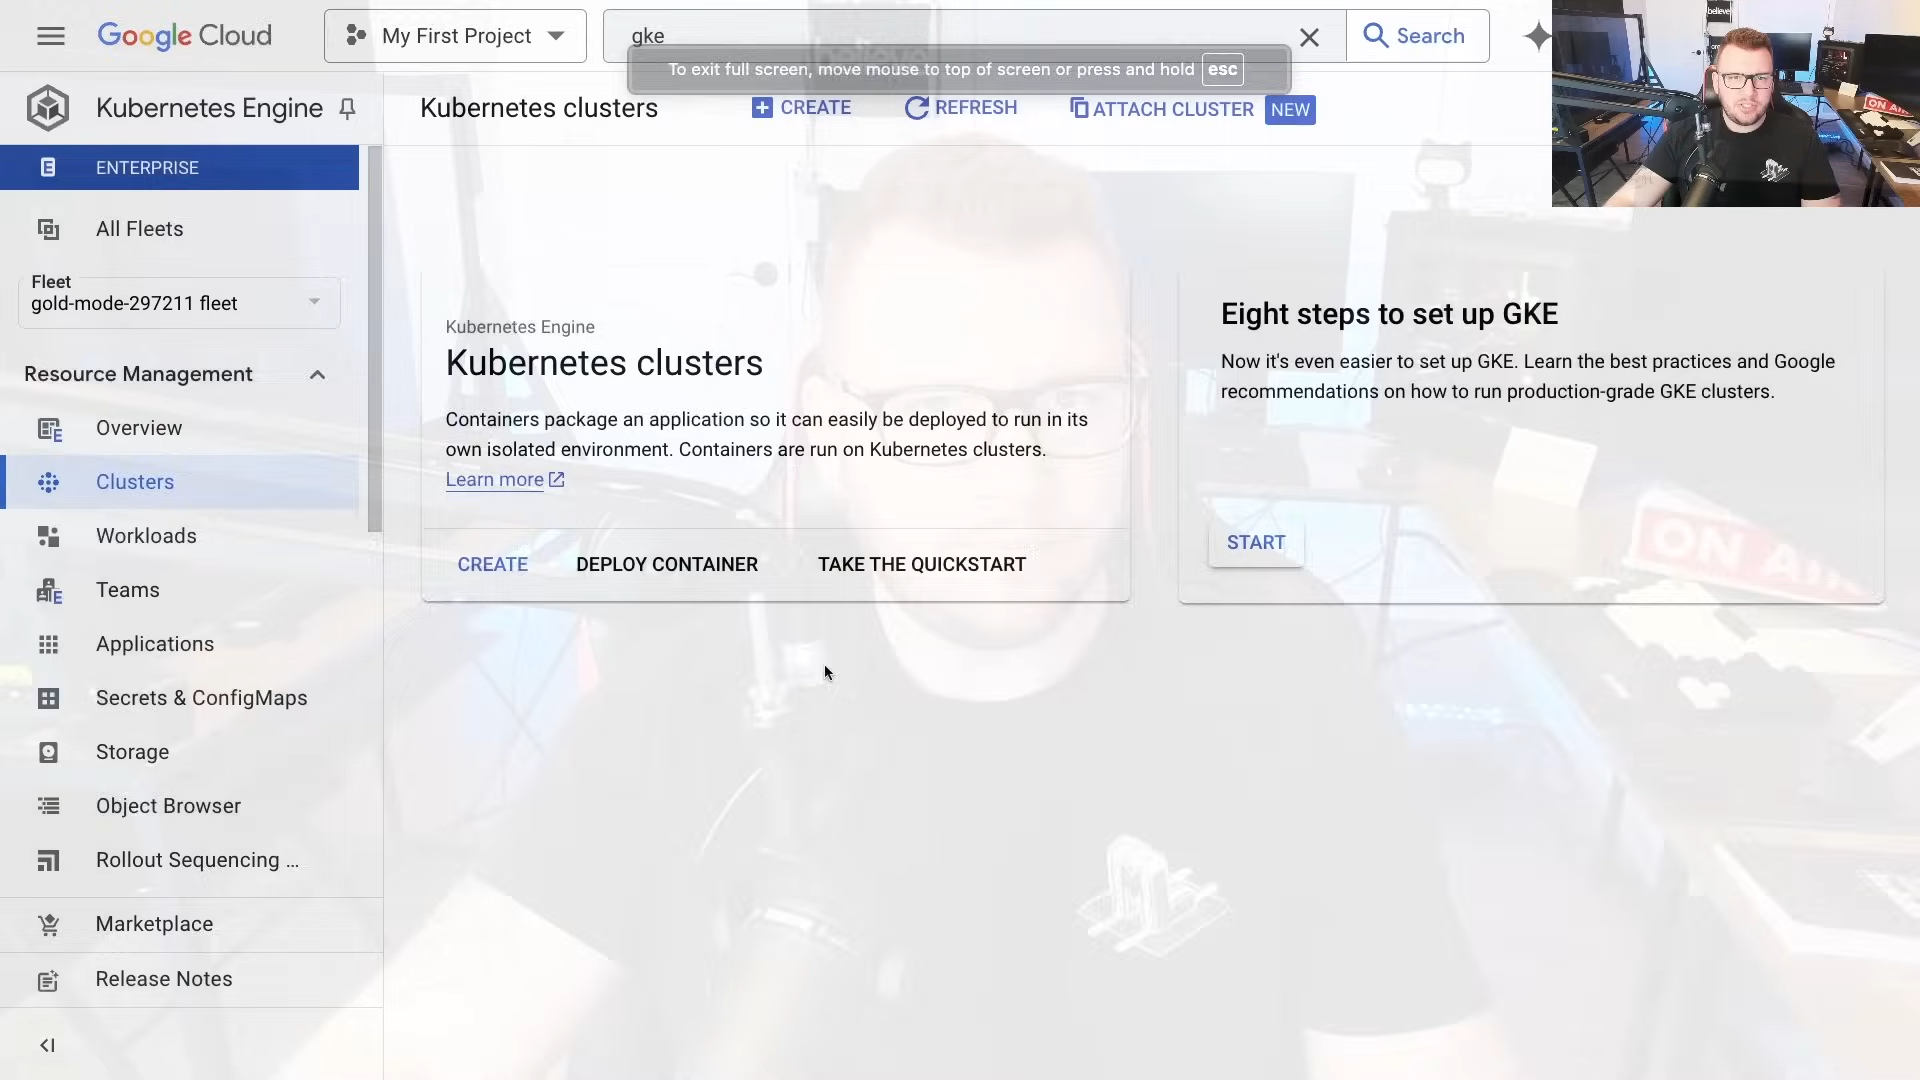 Google Cloud
My First Project
gke
Search
To exit full screen, move mouse to top of screen or press and hold esc
Kubernetes Engine
Kubernetes clusters
CREATE
REFRESH
ATTACH CLUSTER NEW
ENTERPRISE
All Fleets
Fleet
gold-mode-297211 fleet
Resource Management
Overview
Clusters
Workloads
Teams
Applications
Secrets & ConfigMaps
Storage
Object Browser
Rollout Sequencing ...
Marketplace
Release Notes
Kubernetes Engine
Kubernetes clusters
Containers package an application so it can easily be deployed to run in its
own isolated environment. Containers are run on Kubernetes clusters.
Learn more
CREATE
DEPLOY CONTAINER
TAKE THE QUICKSTART
Eight steps to set up GKE
Now it's even easier to set up GKE. Learn the best practices and Google
recommendations on how to run production-grade GKE clusters.
START
believe
ON A
ON AI